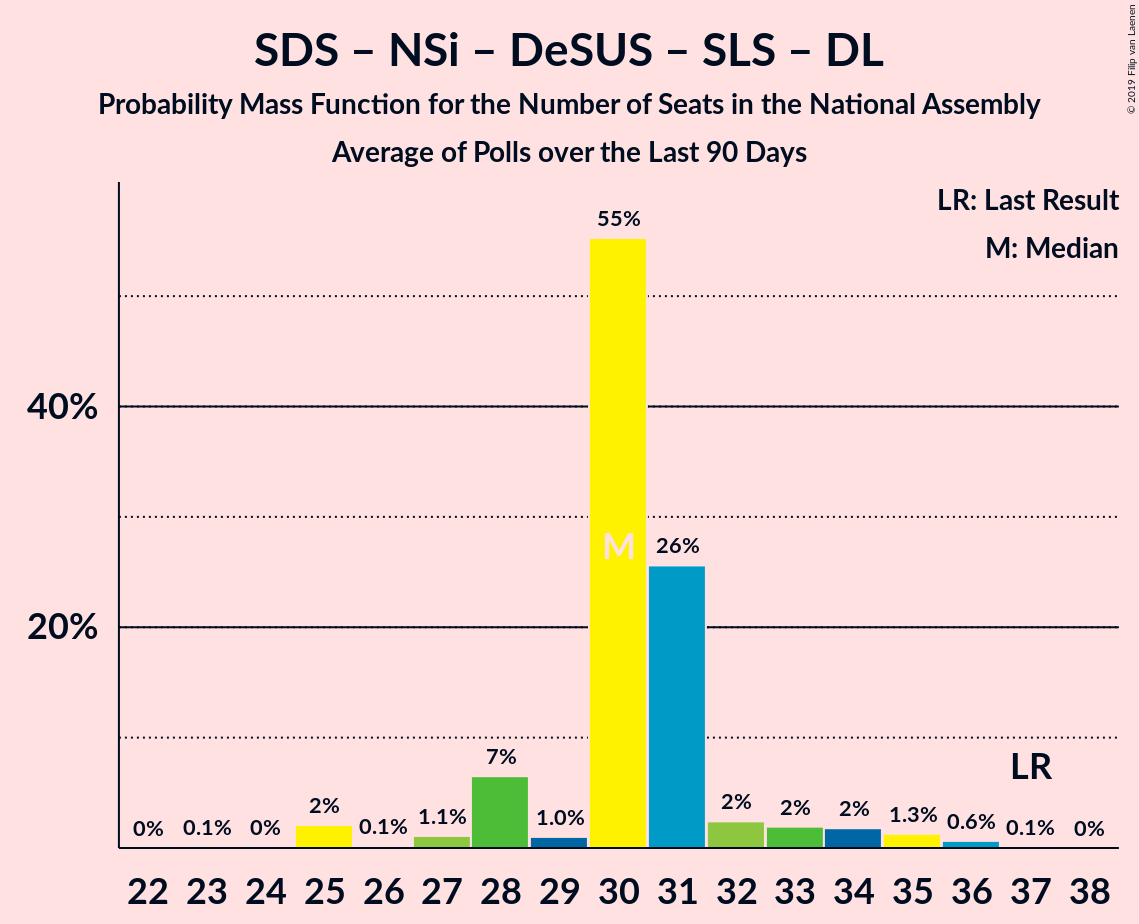 SDS – NSi – DeSUS – SLS – DL
Probability Mass Function for the Number of Seats in the National Assembly
Average of Polls over the Last 90 Days
© 2019 Filip van Laenen
LR: Last Result
M: Median
55%
40%
M
26%
20%
LR
0% 0.1% 0% 2% 0.1% 1.1% 7% 1.0% 2% 2% 2% 1.3% 0.6% 0.1% 0%
22 23 24 25 26 27 28 29 30 31 32 33 34 35 36 37 38